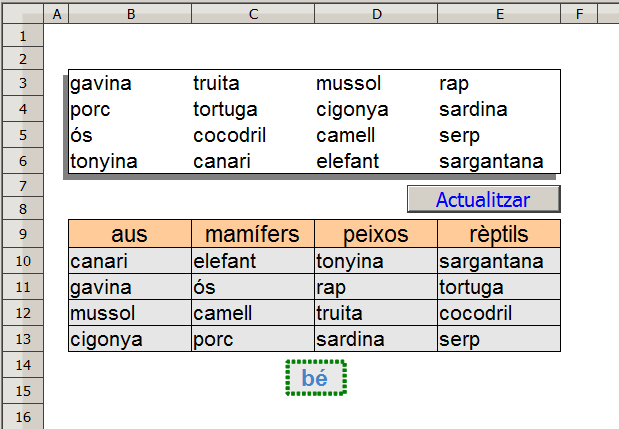 A B C D E F
1
2
3 gavina truita mussol rap
4 porc tortuga cigonya sardina
5 ós cocodril camell serp
6 tonyina canari elefant sargantana
7
Actualitzar
8
9 aus mamífers peixos rèptils
10 canari elefant tonyina sargantana
11 gavina ós rap tortuga
12 mussol camell truita cocodril
13 cigonya porc sardina serp
14
bé
15
16